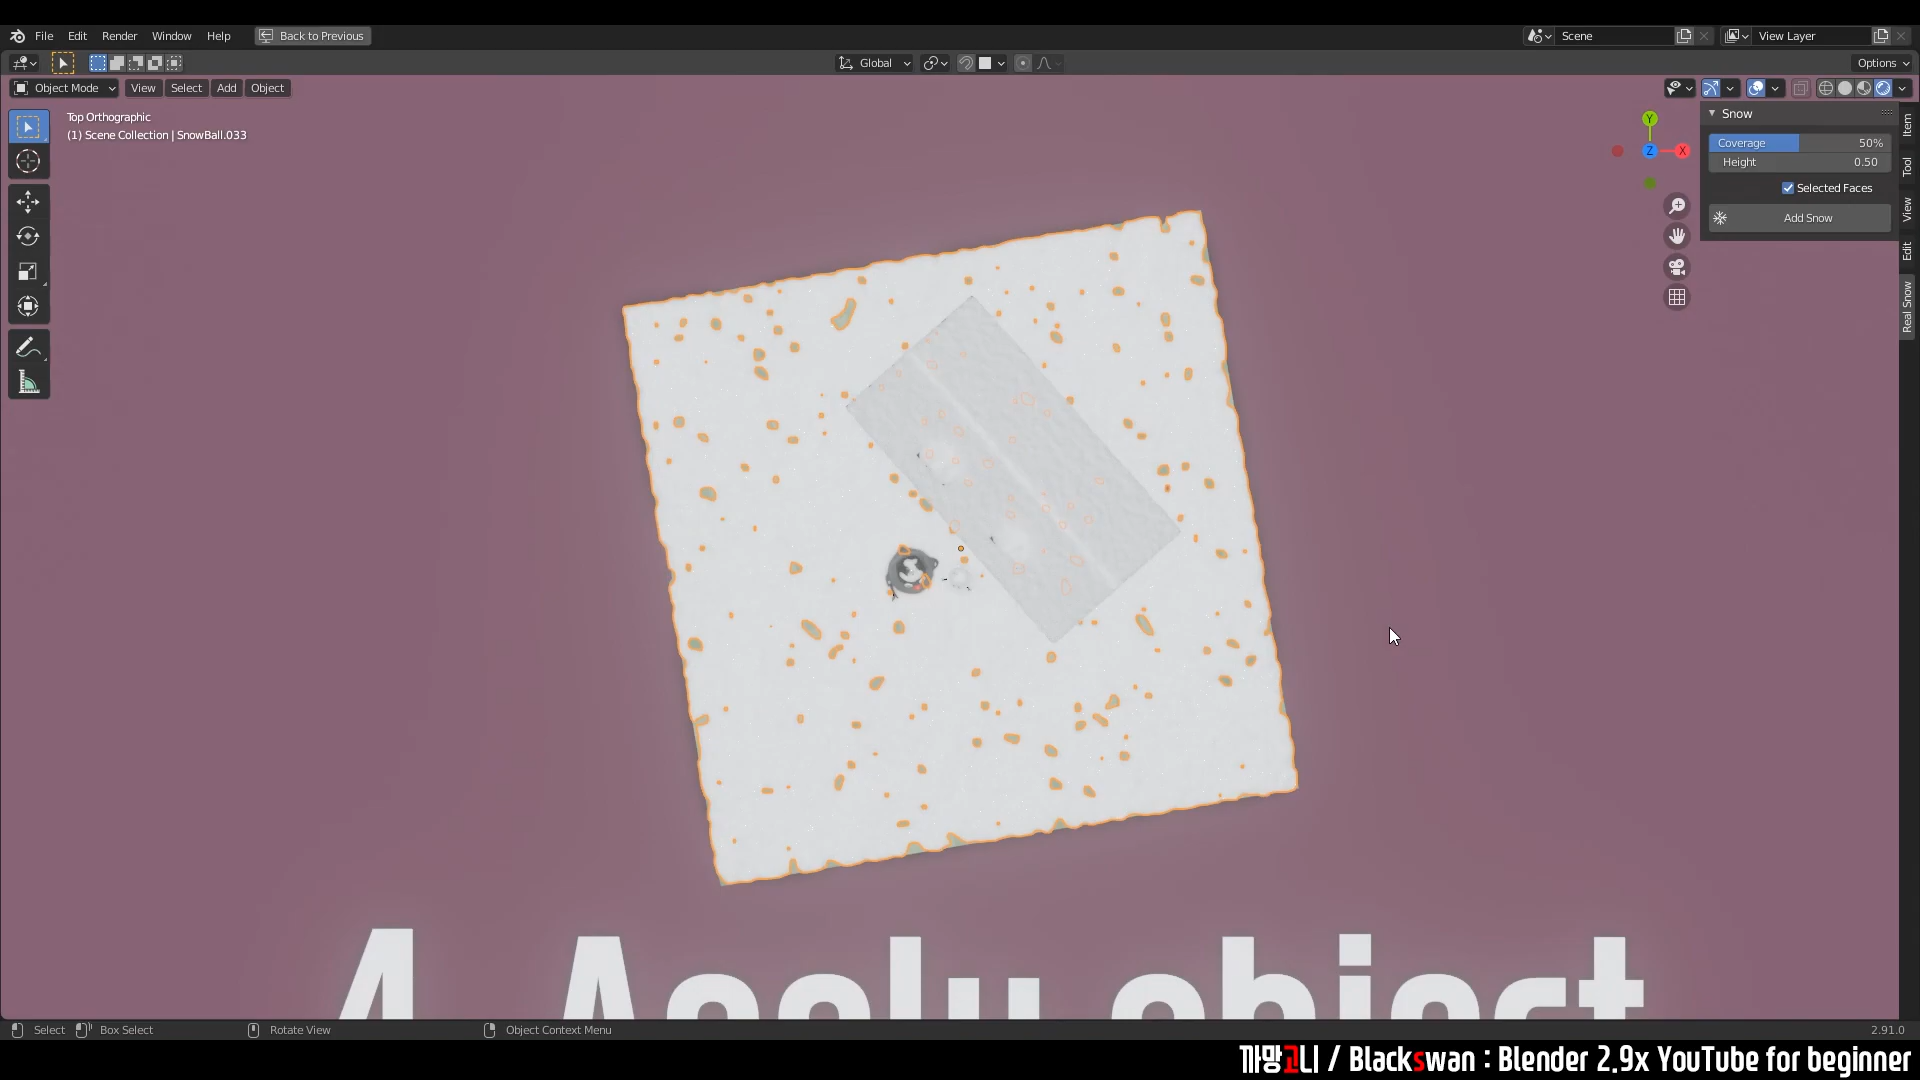 File Edit Render Window Help Back to Previous Scene View Layer
Global Options
Object Mode View Select Add Object
Top Orthographic
(1) Scene Collection | SnowBall.033
Y
Z X
Snow
Coverage 50%
Height 0.50
Selected Faces
Add Snow
Item
Tool
View
Edit
Real Snow
4. Apply object
Select Box Select Rotate View Object Context Menu 2.91.0
까망고니 / Blackswan : Blender 2.9x YouTube for beginner